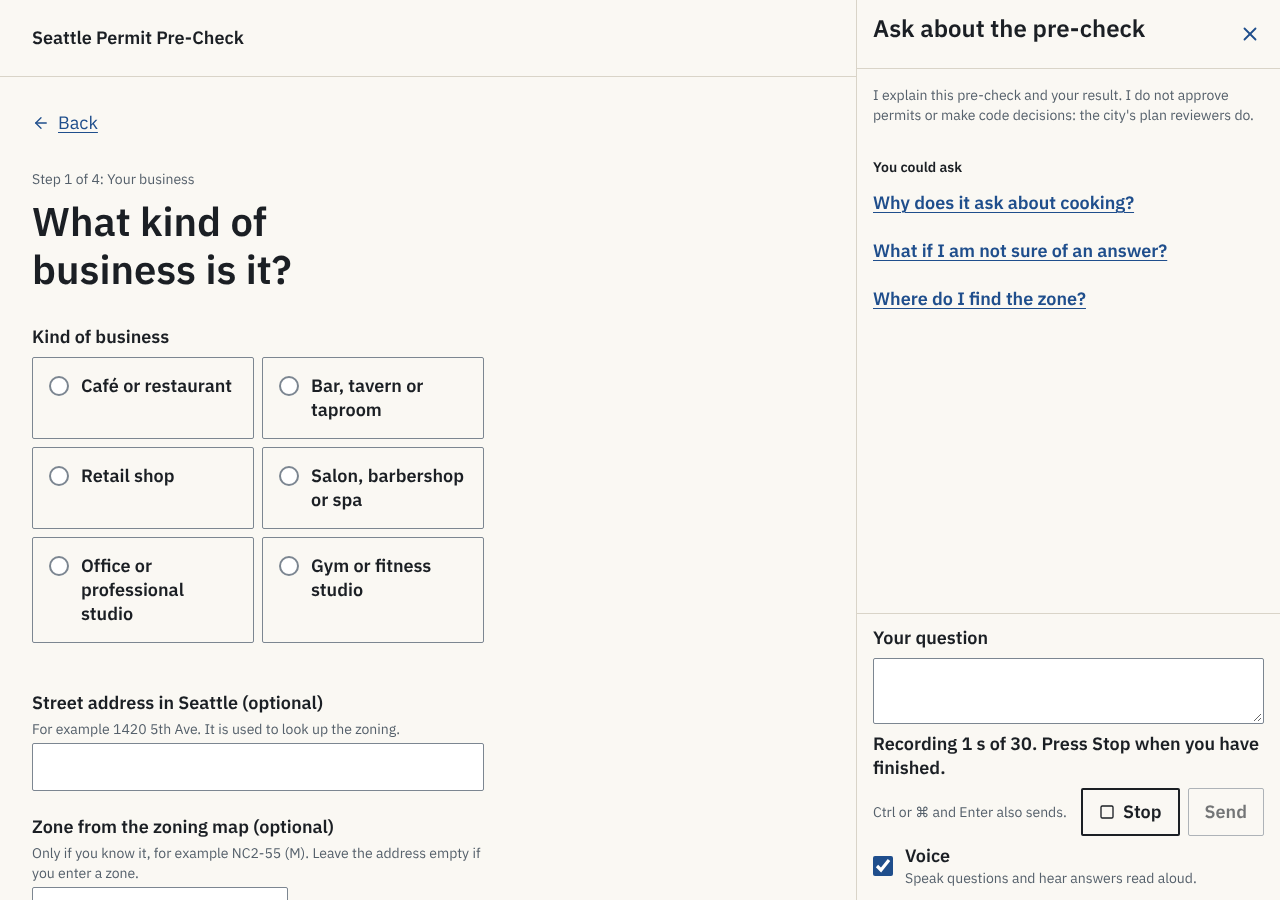 Seattle Permit Pre-Check
Back
Step 1 of 4: Your business
What kind of
business is it?
Kind of business
Café or restaurant
Bar, tavern or
taproom
Retail shop
Salon, barbershop
or spa
Office or
professional
studio
Gym or fitness
studio
Street address in Seattle (optional)
For example 1420 5th Ave. It is used to look up the zoning.
Zone from the zoning map (optional)
Only if you know it, for example NC2-55 (M). Leave the address empty if
you enter a zone.
Ask about the pre-check
I explain this pre-check and your result. I do not approve
permits or make code decisions: the city's plan reviewers do.
You could ask
Why does it ask about cooking?
What if I am not sure of an answer?
Where do I find the zone?
Your question
Recording 1 s of 30. Press Stop when you have
finished.
Ctrl or ⌘ and Enter also sends.
Stop
Send
Voice
Speak questions and hear answers read aloud.